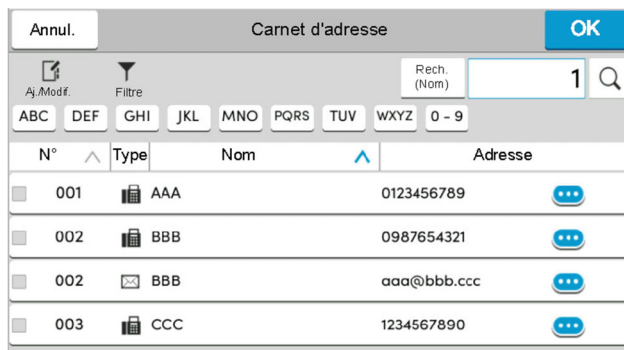 Annul. Carnet d'adresse OK
Aj./Modif. Filtre Rech. (Nom) 1
ABC DEF GHI JKL MNO PQRS TUV WXYZ 0 - 9
N° Type Nom Adresse
001 AAA 0123456789
002 BBB 0987654321
002 BBB aaa@bbb.ccc
003 CCC 1234567890